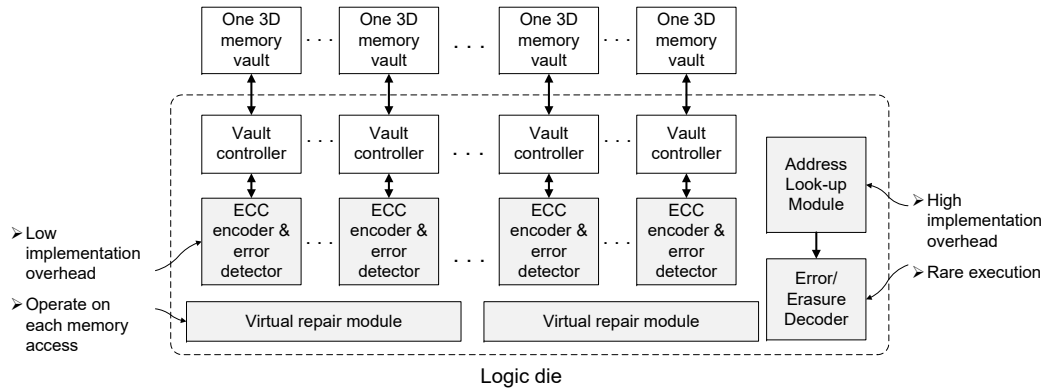 One 3D
memory
vault
. . .
One 3D
memory
vault
. . .
One 3D
memory
vault
. . .
One 3D
memory
vault
Vault
controller
. . .
Vault
controller
. . .
Vault
controller
. . .
Vault
controller
ECC
encoder &
error
detector
. . .
ECC
encoder &
error
detector
. . .
ECC
encoder &
error
detector
. . .
ECC
encoder &
error
detector
Address
Look-up
Module
Error/
Erasure
Decoder
Virtual repair module
Virtual repair module
➢ Low
implementation
overhead
➢ Operate on
each memory
access
➢ High
implementation
overhead
➢ Rare execution
Logic die